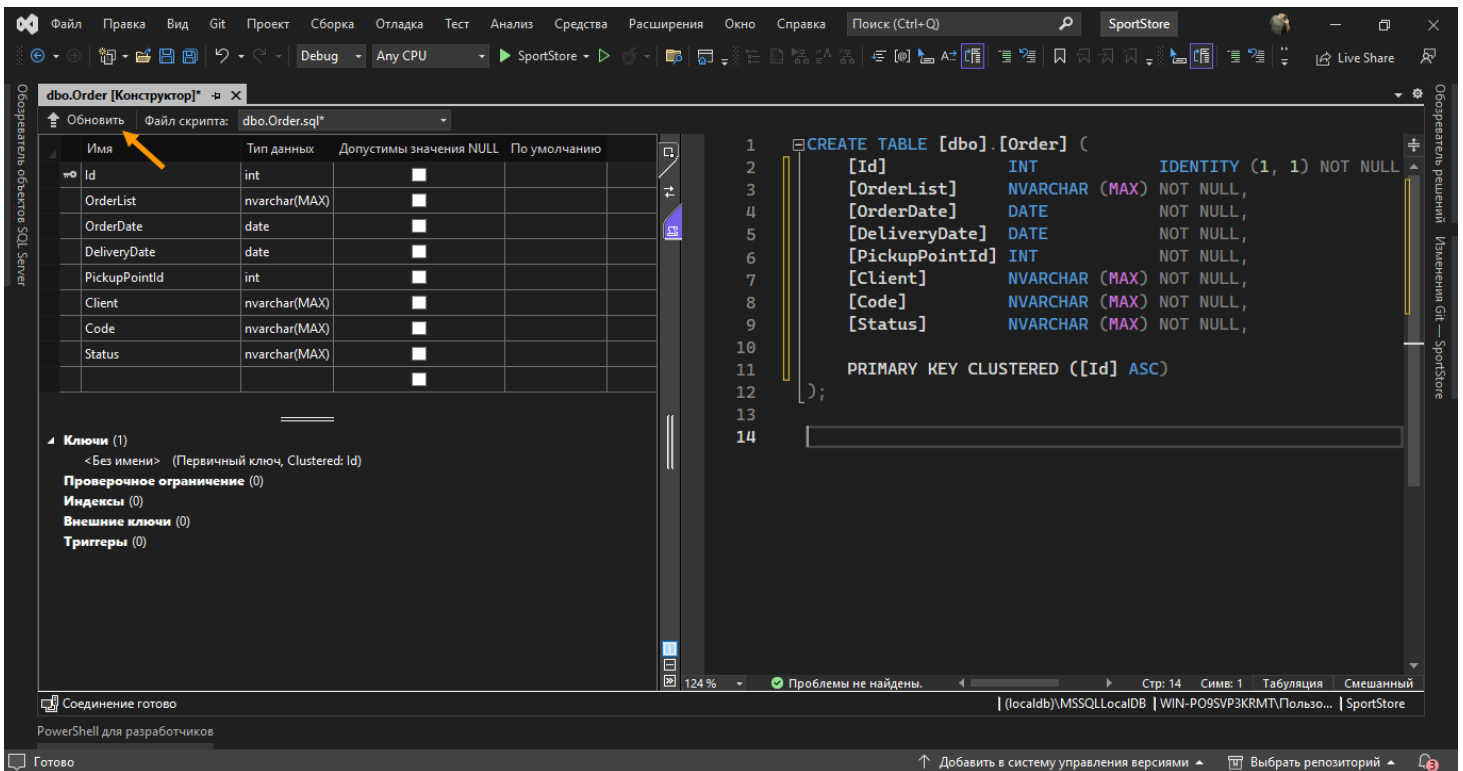 Файл Правка Вид Git Проект Сборка Отладка Тест Анализ Средства Расширения Окно Справка Поиск (Ctrl+Q) SportStore
Debug Any CPU SportStore Live Share
dbo.Order [Конструктор]*
Обновить Файл скрипта: dbo.Order.sql*
Имя Тип данных Допустимы значения NULL По умолчанию
Id int
OrderList nvarchar(MAX)
OrderDate date
DeliveryDate date
PickupPointId int
Client nvarchar(MAX)
Code nvarchar(MAX)
Status nvarchar(MAX)
Ключи (1)
<Без имени> (Первичный ключ, Clustered: Id)
Проверочное ограничение (0)
Индексы (0)
Внешние ключи (0)
Триггеры (0)
1 CREATE TABLE [dbo].[Order] (
2 [Id] INT IDENTITY (1, 1) NOT NULL
3 [OrderList] NVARCHAR (MAX) NOT NULL,
4 [OrderDate] DATE NOT NULL,
5 [DeliveryDate] DATE NOT NULL,
6 [PickupPointId] INT NOT NULL,
7 [Client] NVARCHAR (MAX) NOT NULL,
8 [Code] NVARCHAR (MAX) NOT NULL,
9 [Status] NVARCHAR (MAX) NOT NULL,
10
11 PRIMARY KEY CLUSTERED ([Id] ASC)
12 );
13
14
124 % Проблемы не найдены. Стр: 14 Симв: 1 Табуляция Смешанный
Соединение готово (localdb)\MSSQLLocalDB WIN-PO9SVP3KRMT\Пользо... SportStore
PowerShell для разработчиков
Готово Добавить в систему управления версиями Выбрать репозиторий 3
Обозреватель объектов SQL Server
Обозреватель решений
Изменения Git — SportStore